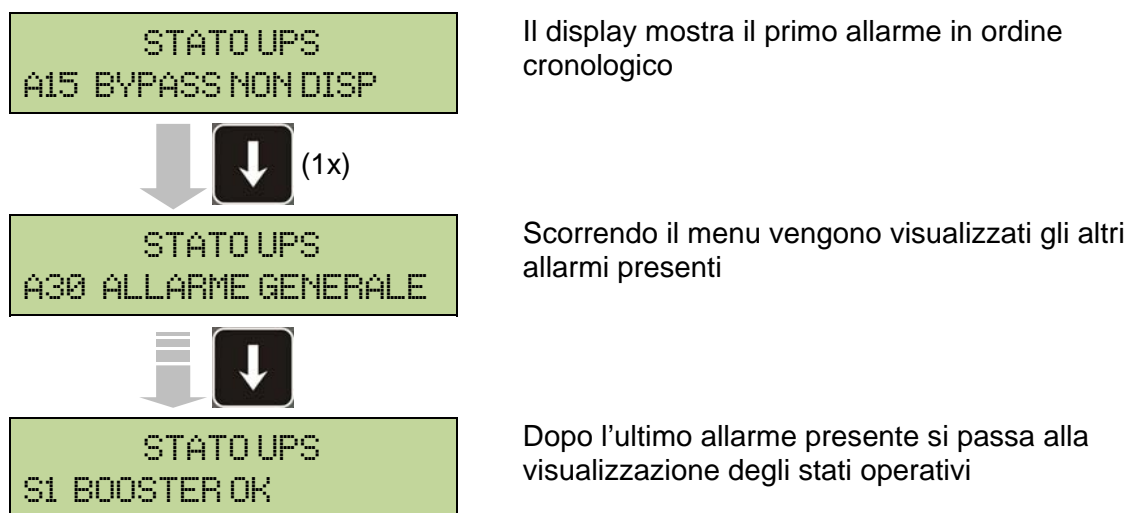 STATO UPS
A15 BYPASS NON DISP
Il display mostra il primo allarme in ordine
cronologico
(1x)
STATO UPS
A30 ALLARME GENERALE
Scorrendo il menu vengono visualizzati gli altri
allarmi presenti
STATO UPS
S1 BOOSTER OK
Dopo l'ultimo allarme presente si passa alla
visualizzazione degli stati operativi